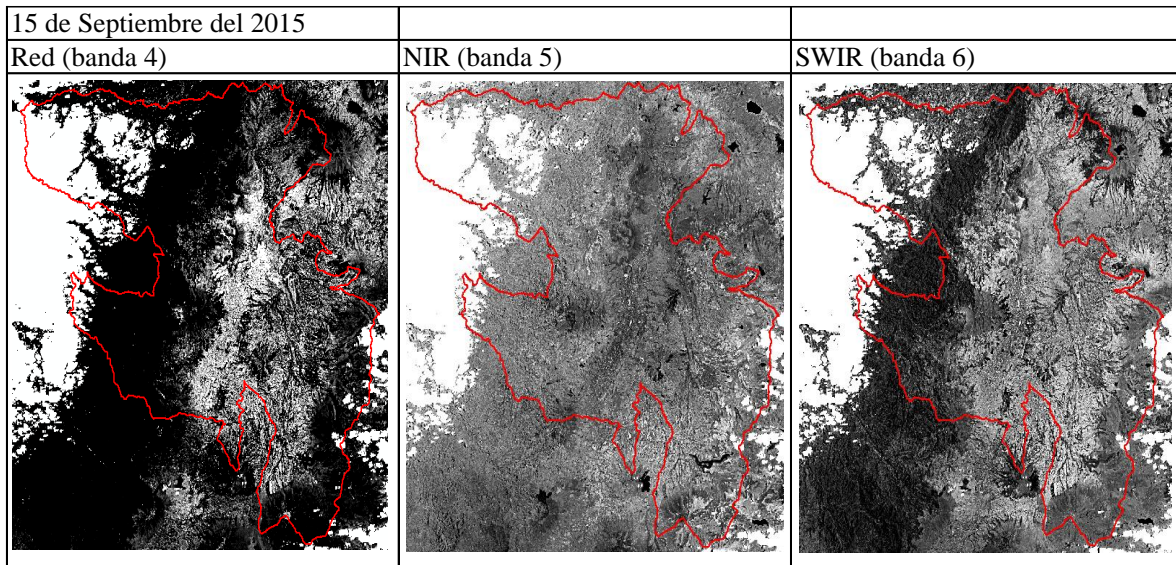 15 de Septiembre del 2015
Red (banda 4)
NIR (banda 5)
SWIR (banda 6)